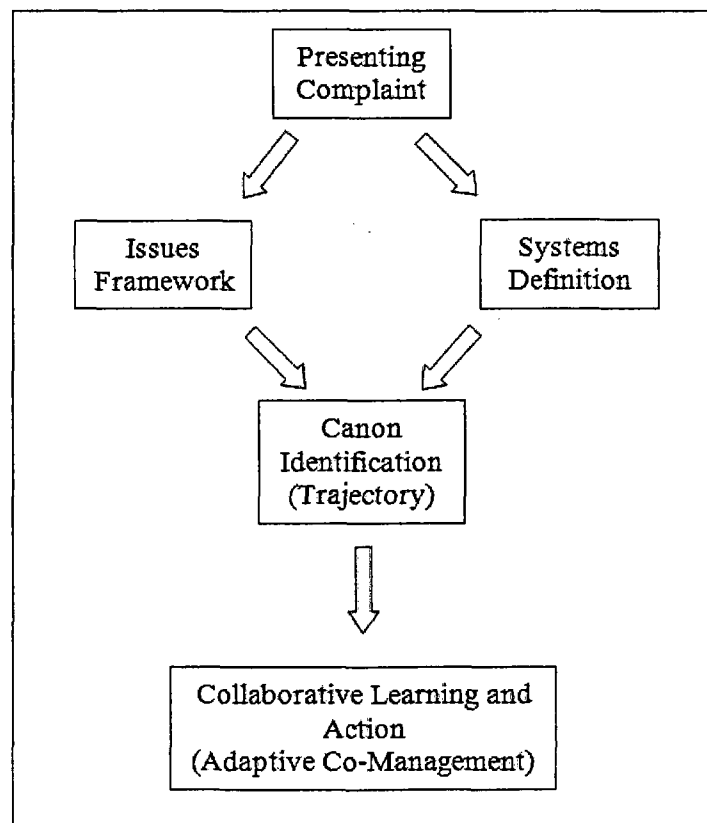 Presenting
Complaint
Issues
Framework
Systems
Definition
Canon
Identification
(Trajectory)
Collaborative Learning and
Action
(Adaptive Co-Management)